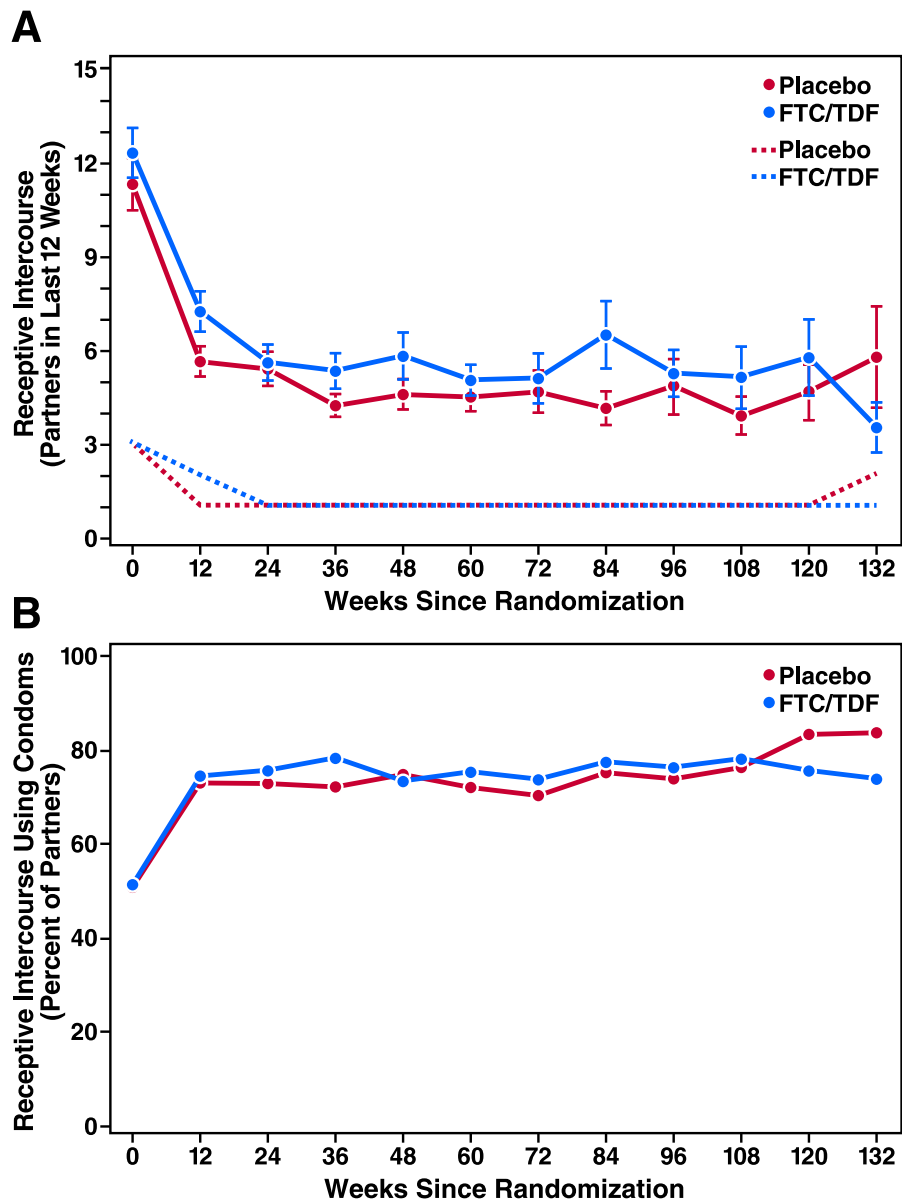 A
15
12
9
6
3
0
Receptive Intercourse
(Partners in Last 12 Weeks)
Placebo
FTC/TDF
Placebo
FTC/TDF
0 12 24 36 48 60 72 84 96 108 120 132
Weeks Since Randomization
B
100
80
60
40
20
0
Receptive Intercourse Using Condoms
(Percent of Partners)
Placebo
FTC/TDF
0 12 24 36 48 60 72 84 96 108 120 132
Weeks Since Randomization